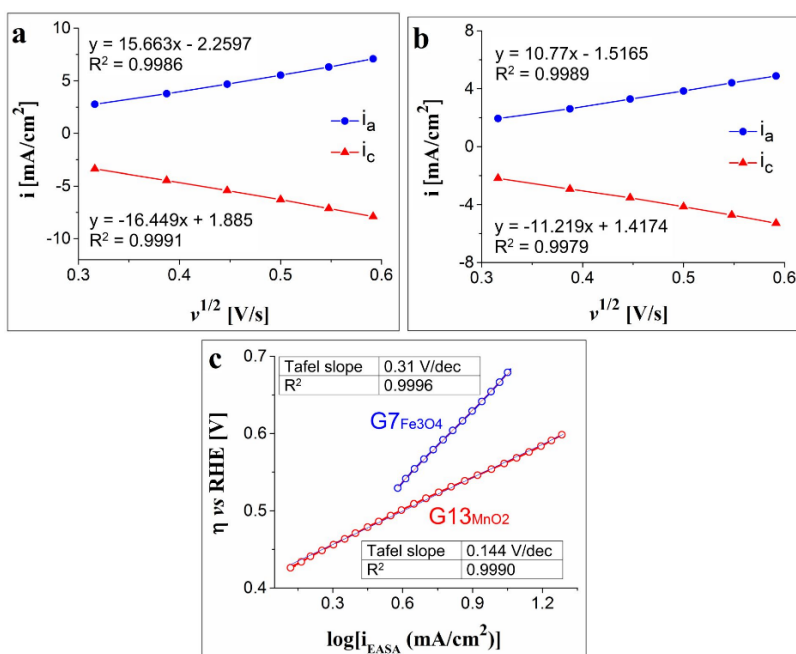 a
y = 15.663x - 2.2597
R² = 0.9986
i_a
i_c
y = -16.449x + 1.885
R² = 0.9991
i [mA/cm²]
10
5
0
-5
-10
0.3 0.4 0.5 0.6
ν^1/2 [V/s]
b
y = 10.77x - 1.5165
R² = 0.9989
i_a
i_c
y = -11.219x + 1.4174
R² = 0.9979
i [mA/cm²]
10
6
2
-2
-4
-8
0.3 0.4 0.5 0.6
ν^1/2 [V/s]
c
Tafel slope 0.31 V/dec
R² 0.9996
G7Fe3O4
G13MnO2
Tafel slope 0.144 V/dec
R² 0.9990
η vs RHE [V]
0.7
0.6
0.5
0.4
0.3 0.6 0.9 1.2
log[i_EASA (mA/cm²)]